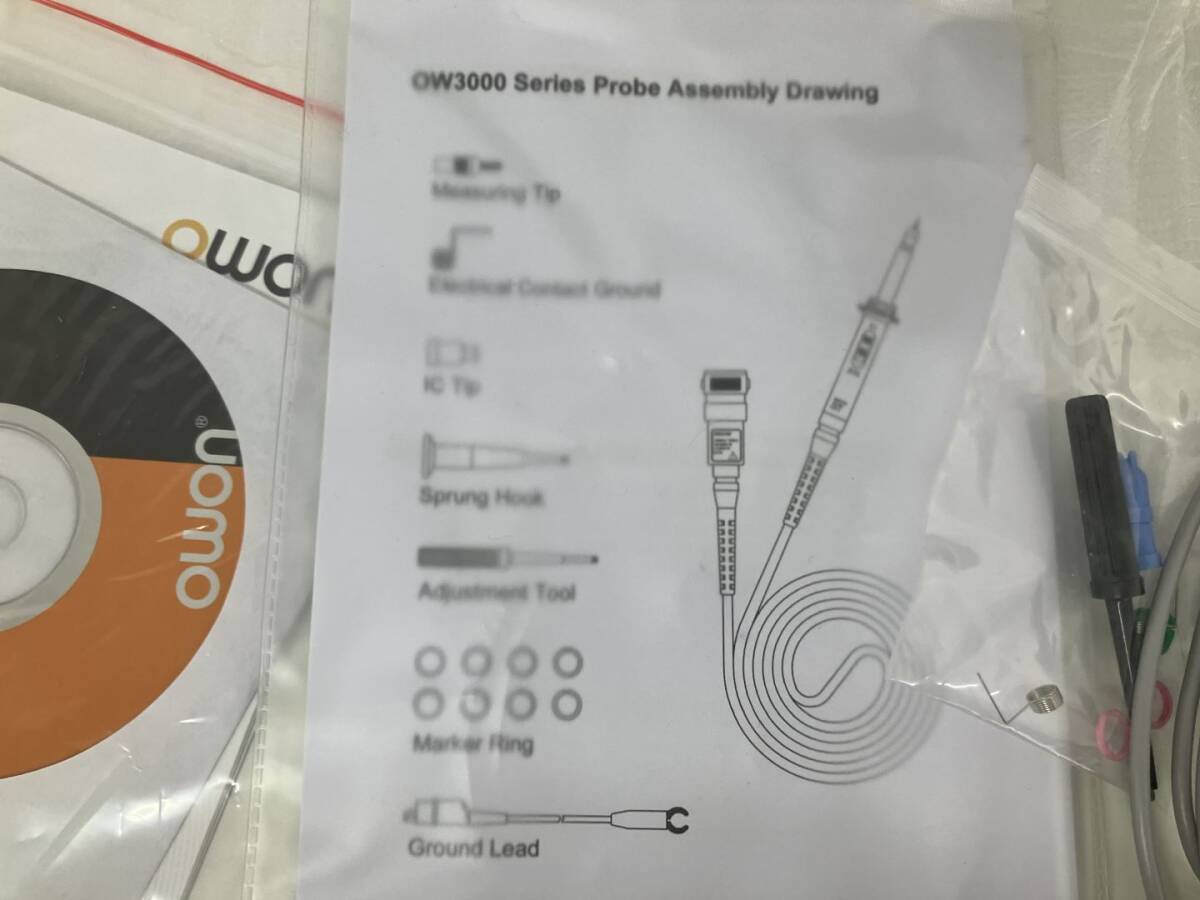 OW3000 Series Probe Assembly Drawing
Measuring Tip
Electrical Contact Ground
IC Tip
Sprung Hook
Adjustment Tool
Marker Ring
Ground Lead
owon
owon®